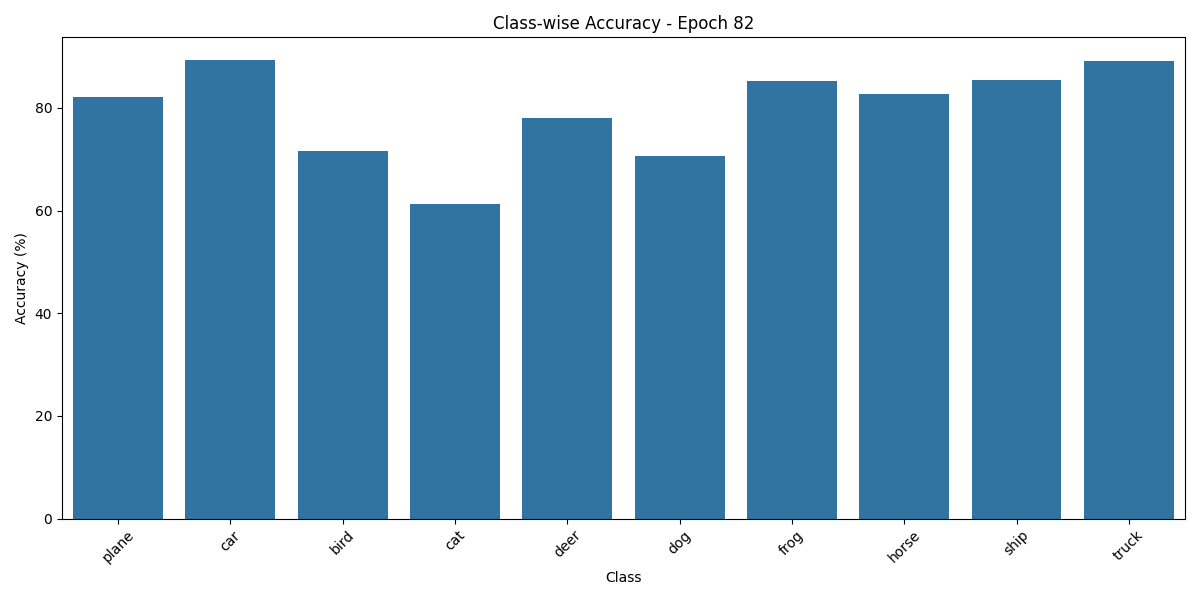 Class-wise Accuracy - Epoch 82
Accuracy (%)
80
60
40
20
0
plane
car
bird
cat
deer
dog
frog
horse
ship
truck
Class